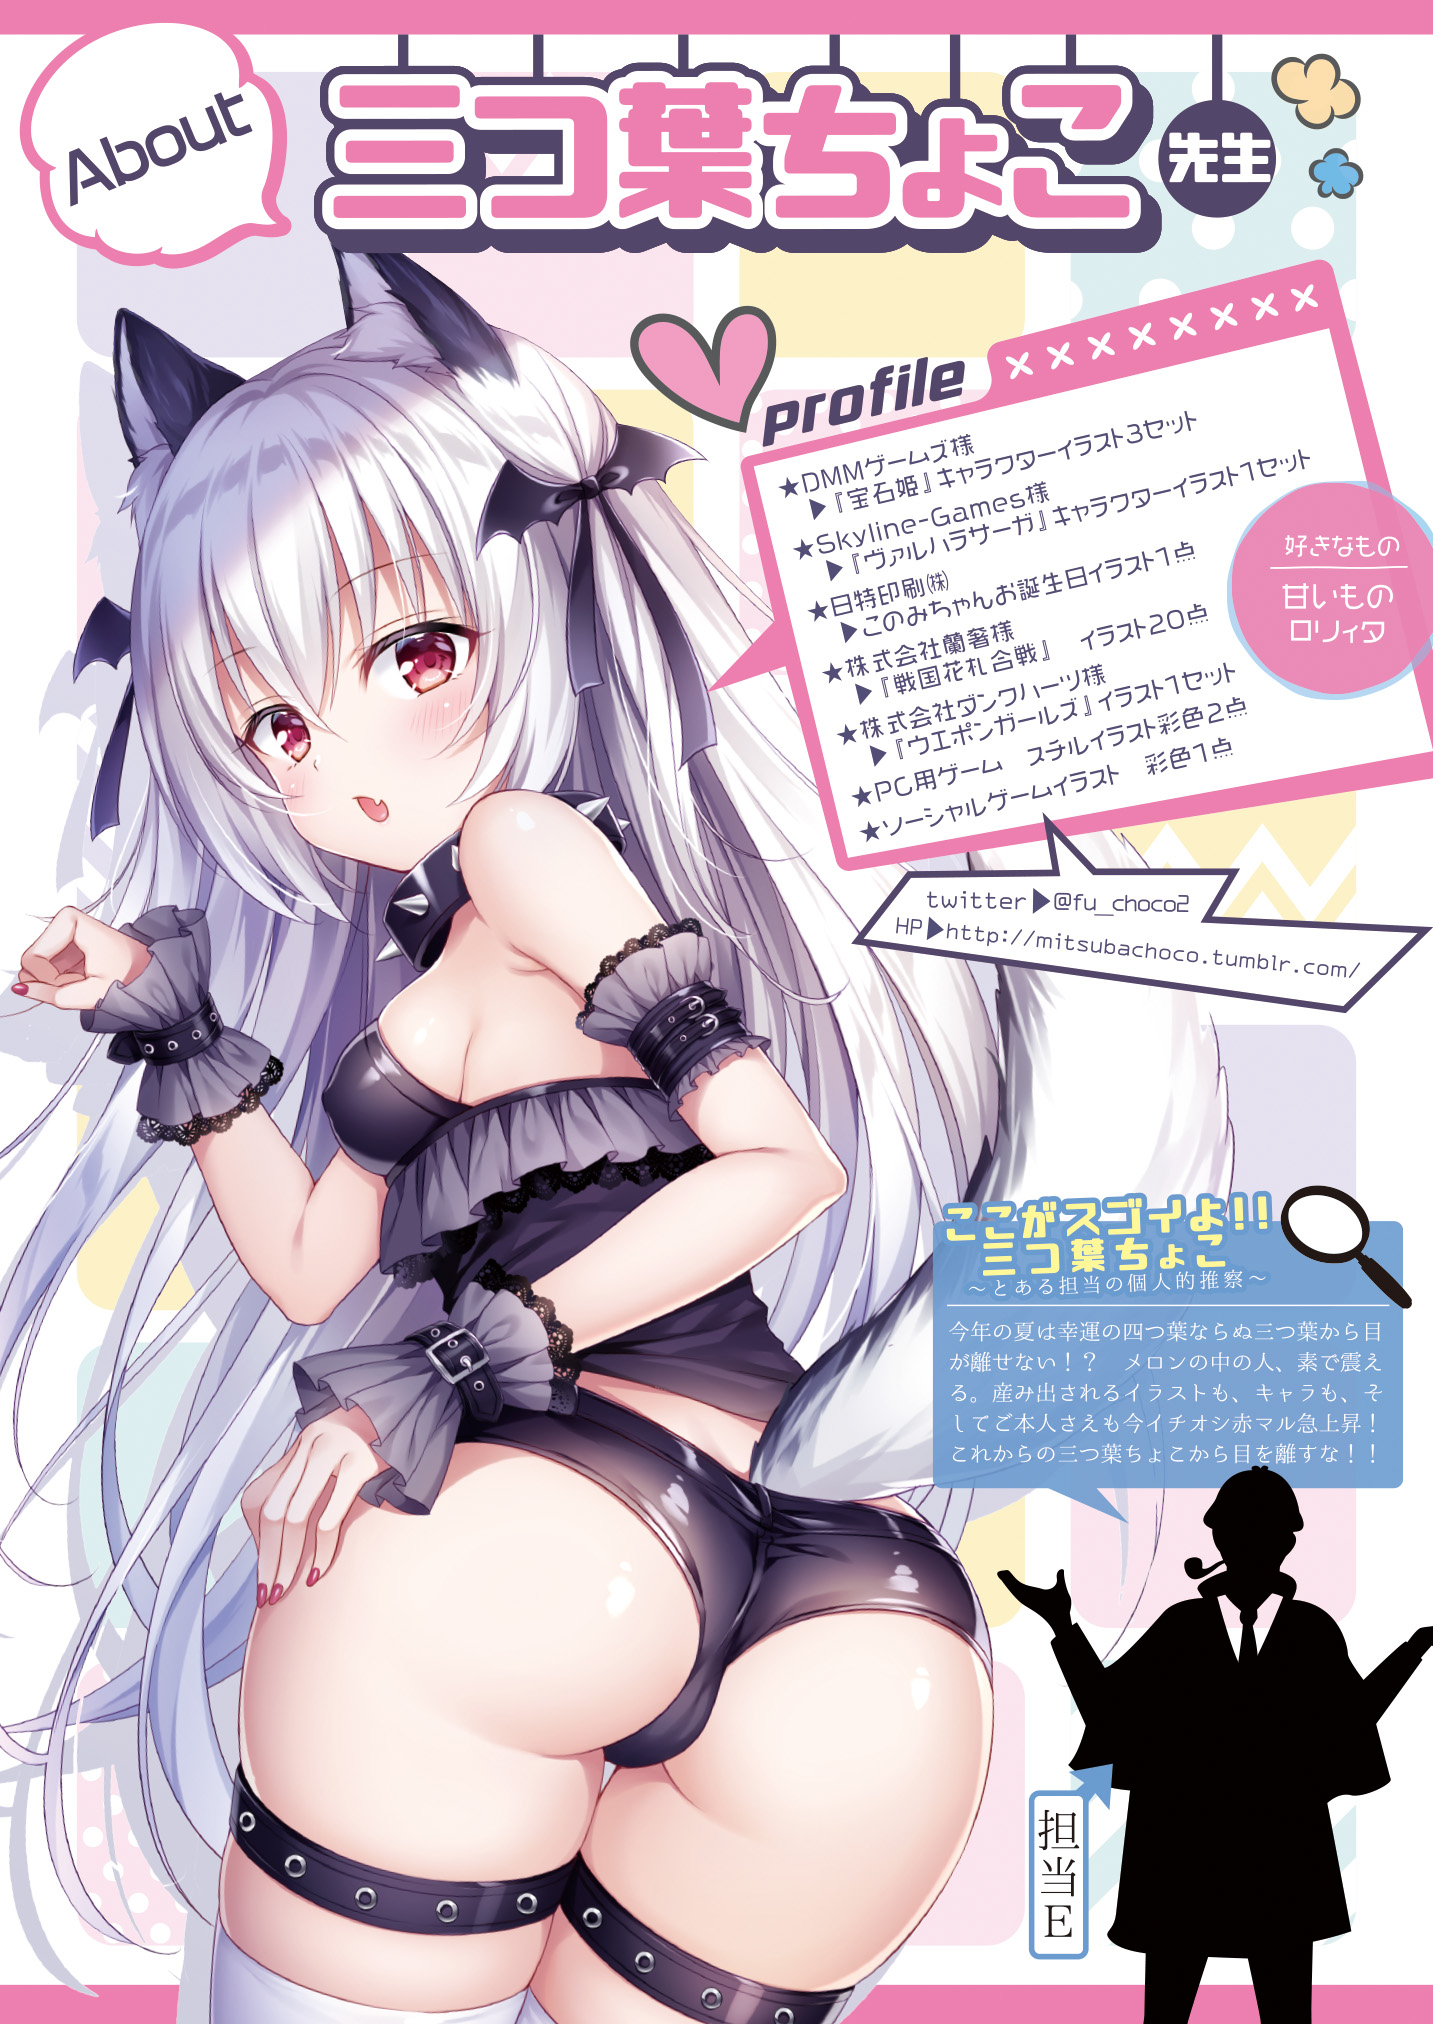 About
三つ葉ちょこ
先生
profile
★DMMゲームズ様
▶『宝石姫』キャラクターイラスト3セット
★Skyline-Games様
▶『ヴァルハラサーガ』キャラクターイラスト1セット
★日特印刷㈱
▶このみちゃんお誕生日イラスト1点
★株式会社蘭奢様
▶『戦国花札合戦』　イラスト20点
★株式会社ダンクハーツ様
▶『ウエポンガールズ』イラスト1セット
★PC用ゲーム　スチルイラスト彩色2点
★ソーシャルゲームイラスト　彩色1点
好きなもの
甘いもの
ロリィタ
twitter▶@fu_choco2
HP▶http://mitsubachoco.tumblr.com/
ここがスゴイよ!!
三つ葉ちょこ
～とある担当の個人的推察～
今年の夏は幸運の四つ葉ならぬ三つ葉から目
が離せない！？　メロンの中の人、素で震え
る。産み出されるイラストも、キャラも、そ
してご本人さえも今イチオシ赤マル急上昇！
これからの三つ葉ちょこから目を離すな！！
担当E